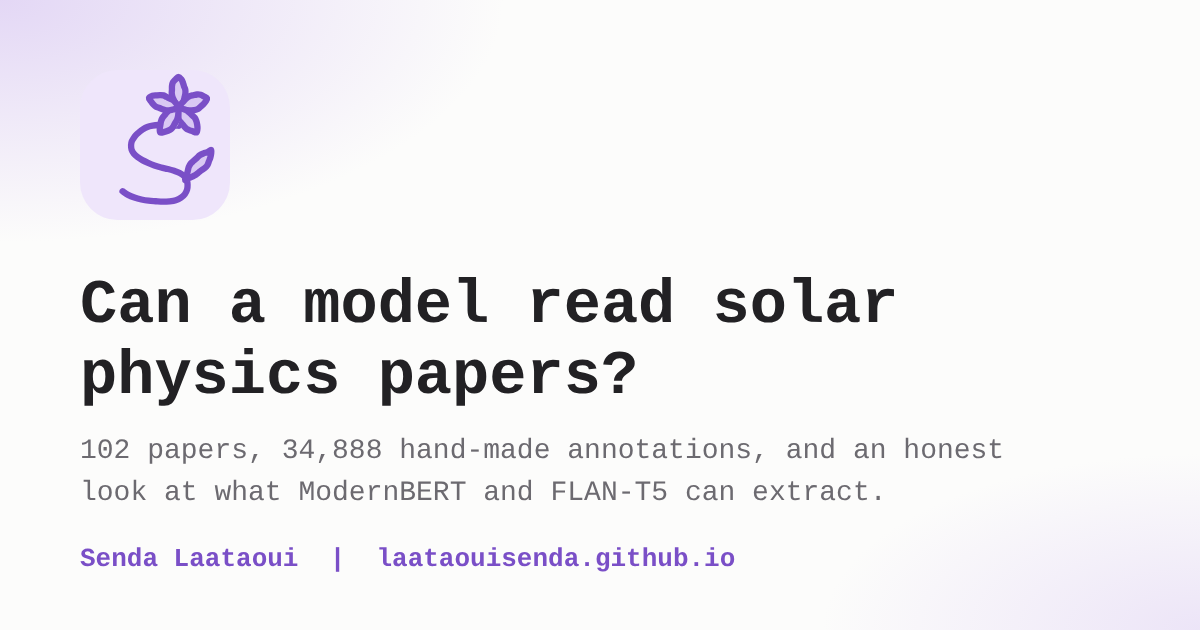 Can a model read solar
physics papers?
102 papers, 34,888 hand-made annotations, and an honest
look at what ModernBERT and FLAN-T5 can extract.
Senda Laataoui | laataouisenda.github.io